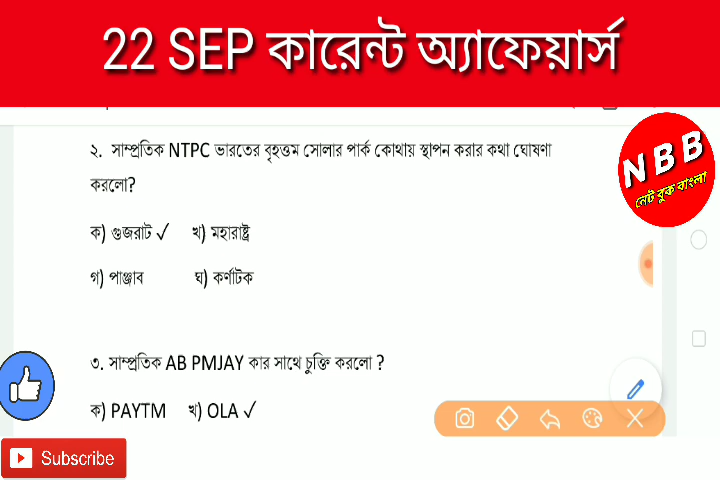 22 SEP কারেন্ট অ্যাফেয়ার্স
NBB
নেট বুক বাংলা
২. সাম্প্রতিক NTPC ভারতের বৃহত্তম সোলার পার্ক কোথায় স্থাপন করার কথা ঘোষণা
করলো?
ক) গুজরাট ✓ খ) মহারাষ্ট্র
গ) পাঞ্জাব ঘ) কর্ণাটক
৩. সাম্প্রতিক AB PMJAY কার সাথে চুক্তি করলো ?
ক) PAYTM খ) OLA ✓
Subscribe